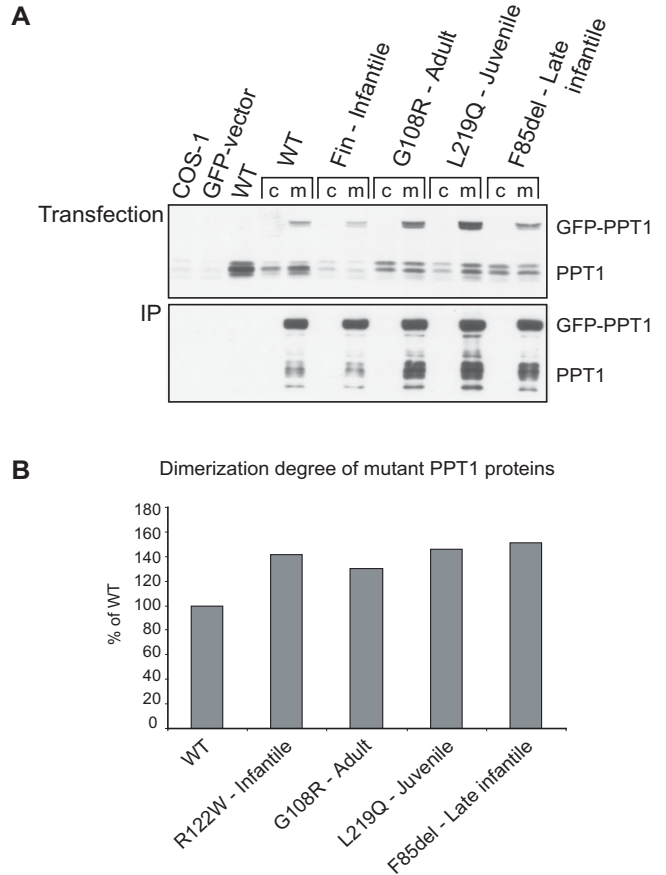 A
COS-1
GFP-vector
WT
WT
Fin - Infantile
G108R - Adult
L219Q - Juvenile
F85del - Late
infantile
c m c m c m c m c m
Transfection
GFP-PPT1
PPT1
IP
GFP-PPT1
PPT1
B
Dimerization degree of mutant PPT1 proteins
% of WT
180
160
140
120
100
80
60
40
20
0
WT
R122W - Infantile
G108R - Adult
L219Q - Juvenile
F85del - Late infantile